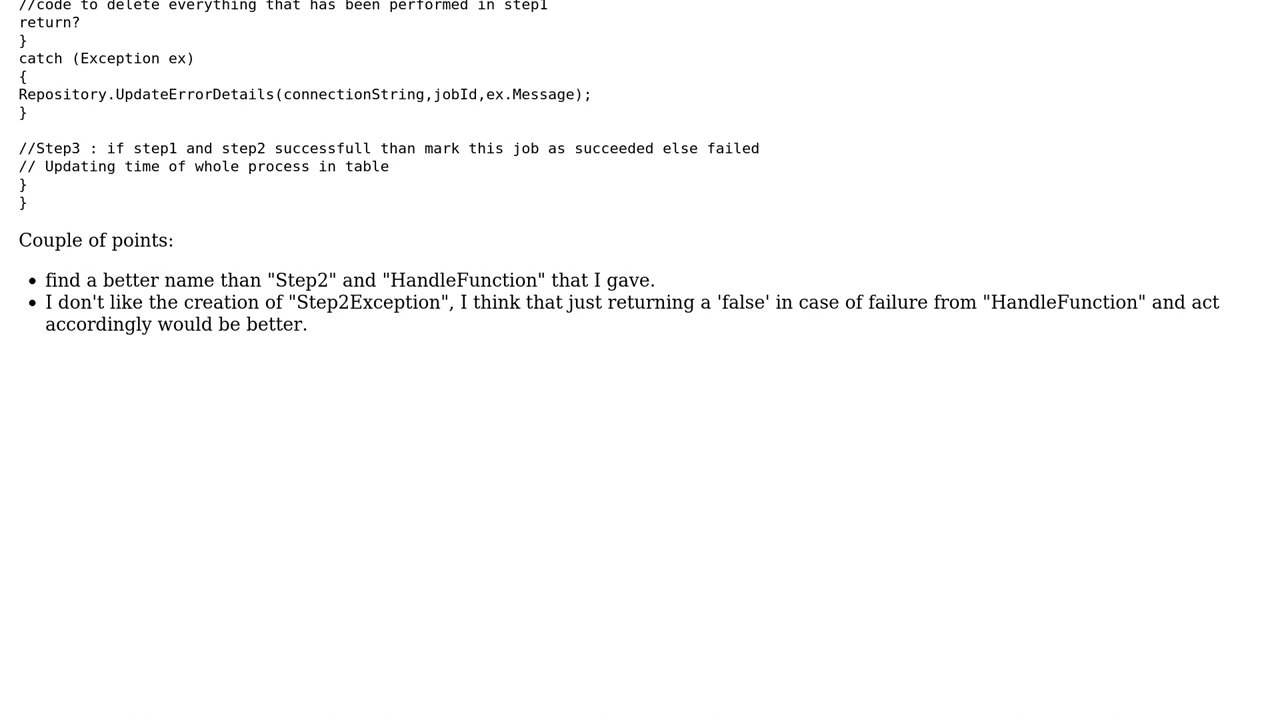 //code to delete everything that has been performed in step1
return?
}
catch (Exception ex)
{
Repository.UpdateErrorDetails(connectionString,jobId,ex.Message);
}
//Step3 : if step1 and step2 successfull than mark this job as succeeded else failed
// Updating time of whole process in table
}
}
Couple of points:
• find a better name than "Step2" and "HandleFunction" that I gave.
• I don't like the creation of "Step2Exception", I think that just returning a 'false' in case of failure from "HandleFunction" and act
accordingly would be better.